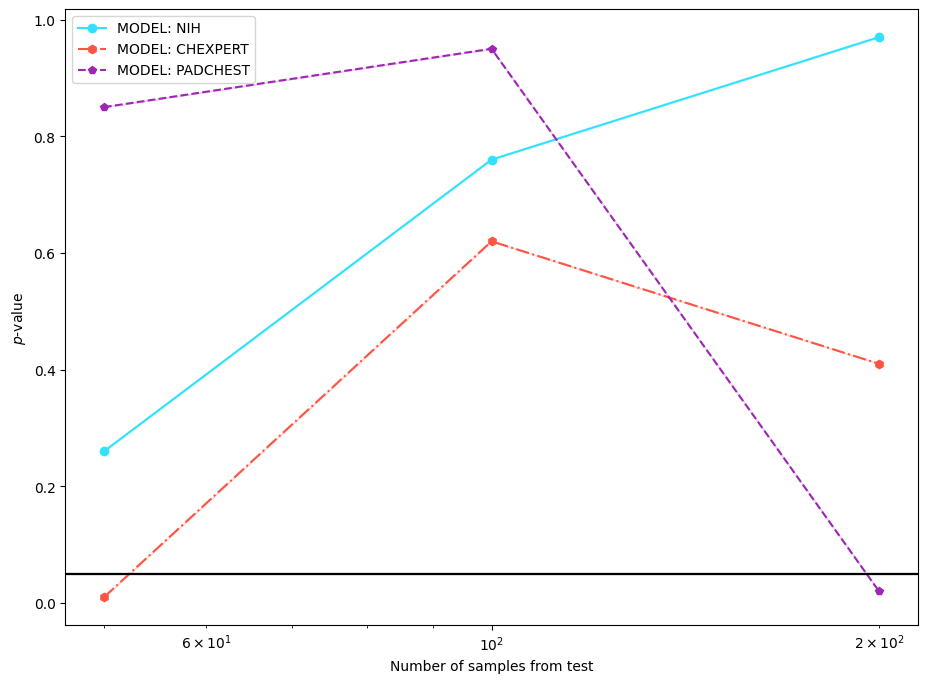 MODEL: NIH
MODEL: CHEXPERT
MODEL: PADCHEST
p-value
1.0
0.8
0.6
0.4
0.2
0.0
6 × 10¹
10²
2 × 10²
Number of samples from test